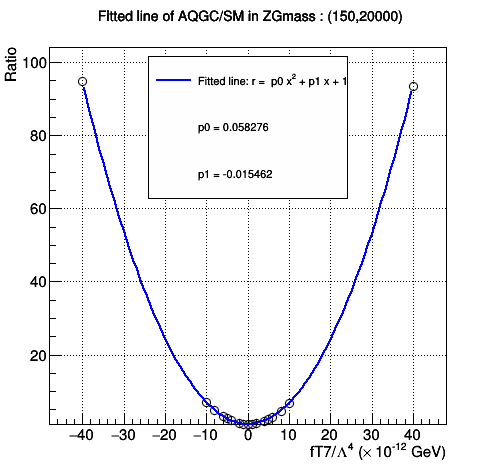 FItted line of AQGC/SM in ZGmass : (150,20000)
Ratio
Fitted line: r = p0 x² + p1 x + 1
p0 = 0.058276
p1 = -0.015462
100
80
60
40
20
−40 −30 −20 −10 0 10 20 30 40
fT7/Λ⁴ (× 10⁻¹² GeV)